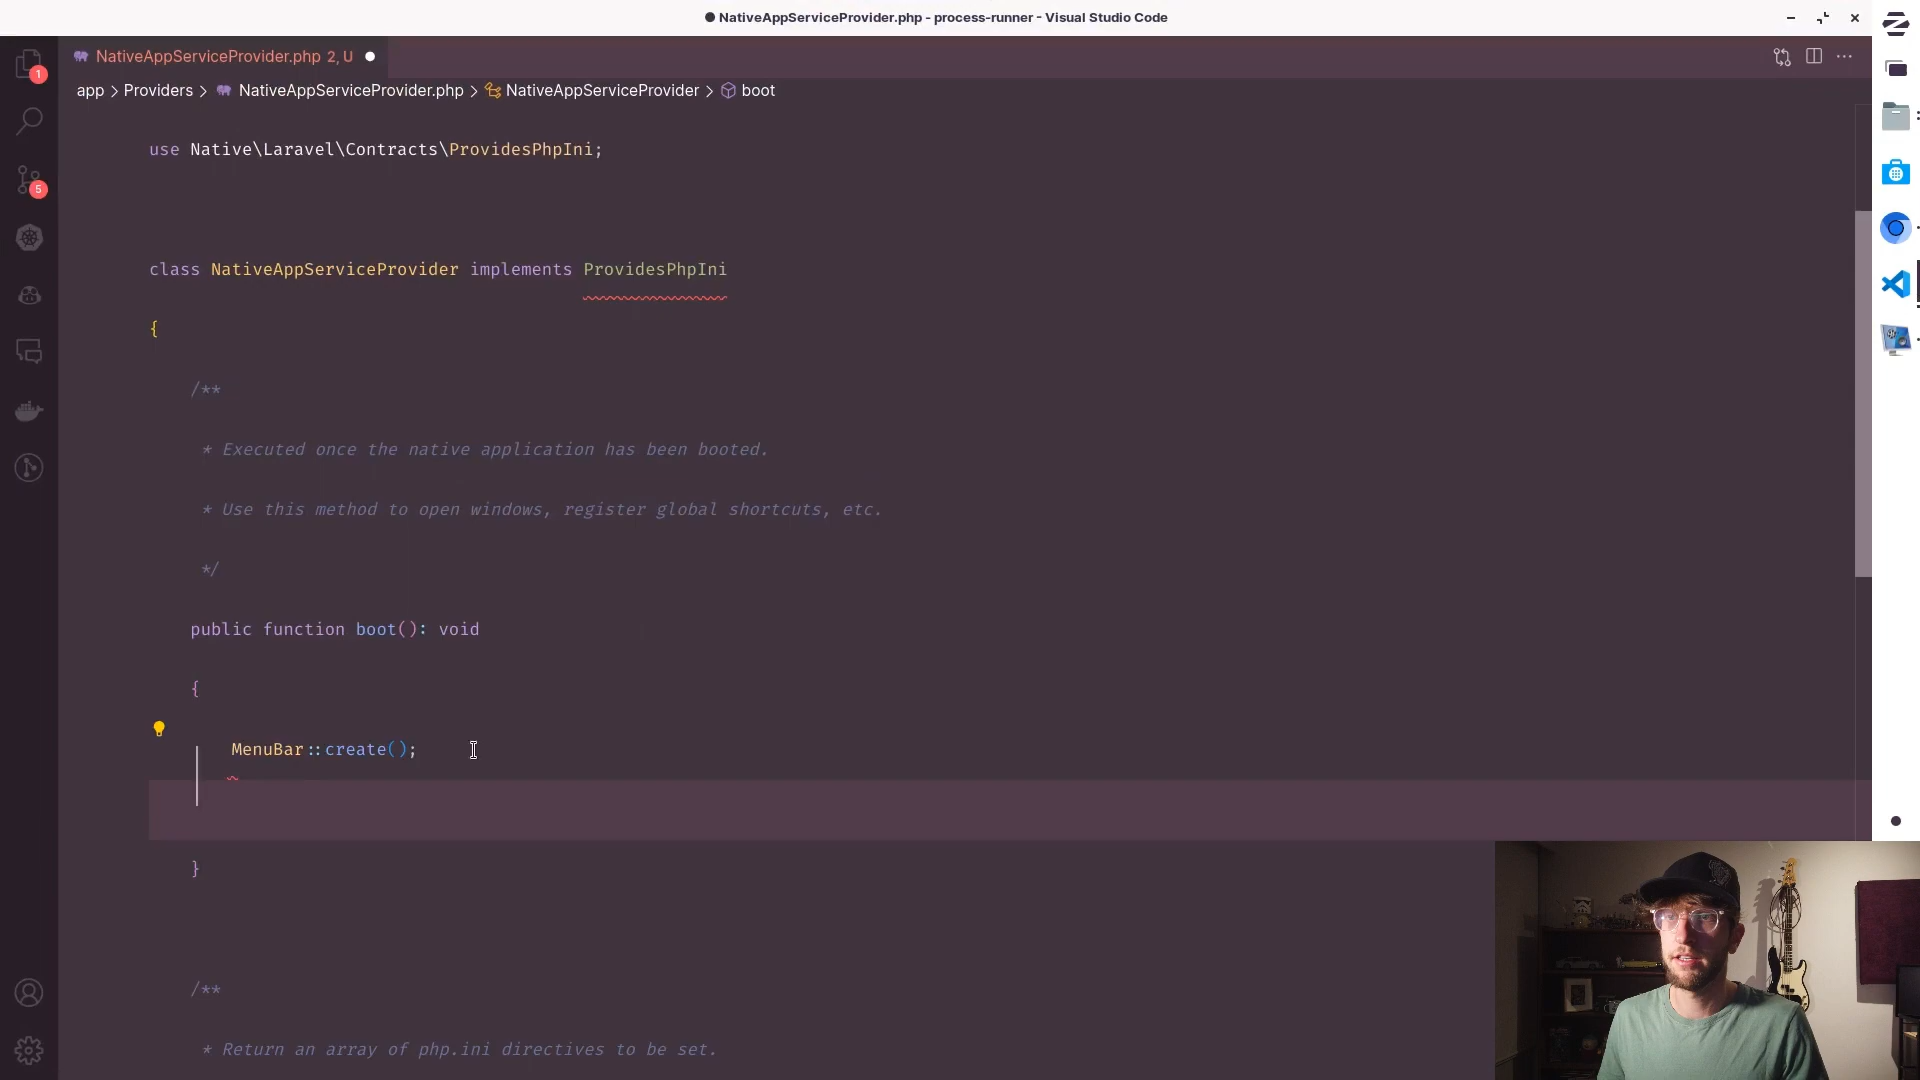 ● NativeAppServiceProvider.php - process-runner - Visual Studio Code
NativeAppServiceProvider.php 2, U
app > Providers > NativeAppServiceProvider.php > NativeAppServiceProvider > boot
1
5
use Native\Laravel\Contracts\ProvidesPhpIni;
class NativeAppServiceProvider implements ProvidesPhpIni
{
/**
* Executed once the native application has been booted.
* Use this method to open windows, register global shortcuts, etc.
*/
public function boot(): void
{
MenuBar::create();
}
/**
* Return an array of php.ini directives to be set.